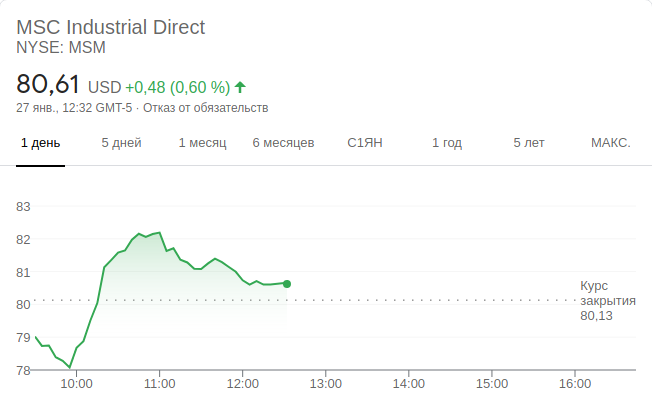 MSC Industrial Direct
NYSE: MSM
80,61 USD +0,48 (0,60 %)
27 янв., 12:32 GMT-5 · Отказ от обязательств
1 день 5 дней 1 месяц 6 месяцев С1ЯН 1 год 5 лет МАКС.
83
82
81
80
79
78
Курс
закрытия
80,13
10:00 11:00 12:00 13:00 14:00 15:00 16:00